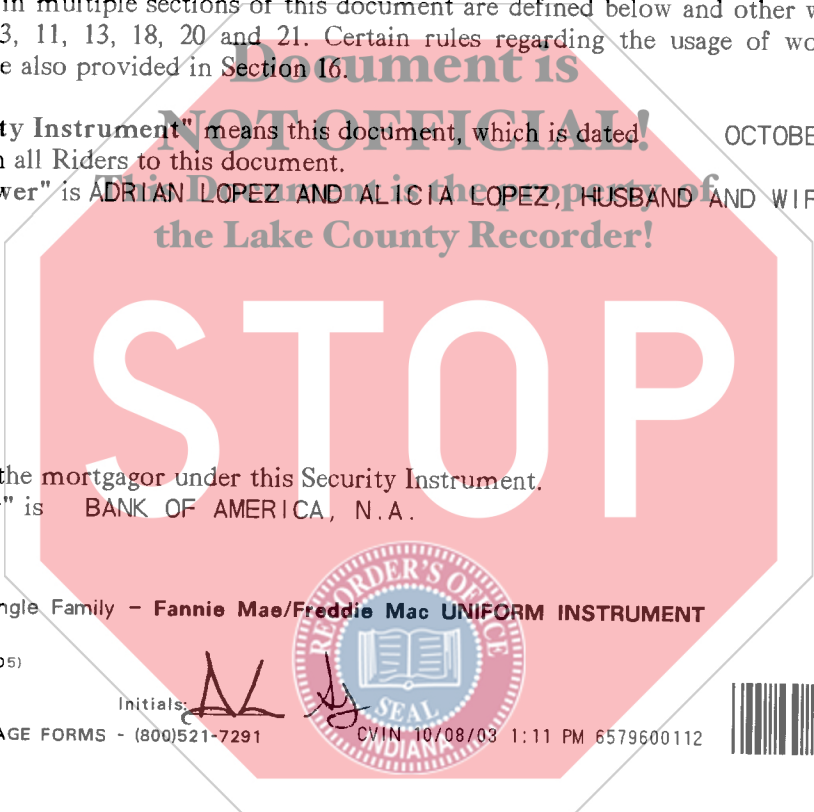 in multiple sections of this document are defined below and other w
3, 11, 13, 18, 20 and 21. Certain rules regarding the usage of wo
e also provided in Section 16.
Document is
NOT OFFICIAL!
ty Instrument" means this document, which is dated OCTOBE
all Riders to this document.
wer" is ADRIAN LOPEZ AND ALICIA LOPEZ, HUSBAND AND WIF
This Document is the property of
the Lake County Recorder!
STOP
the mortgagor under this Security Instrument.
" is BANK OF AMERICA, N.A.
ngle Family – Fannie Mae/Freddie Mac UNIFORM INSTRUMENT
05)
RECORDER'S OFFICE
SEAL
INDIANA
Initials:
AGE FORMS - (800)521-7291 CVIN 10/08/03 1:11 PM 6579600112